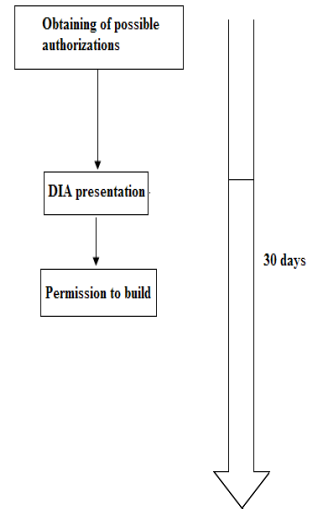 Obtaining of possible
authorizations
DIA presentation
30 days
Permission to build